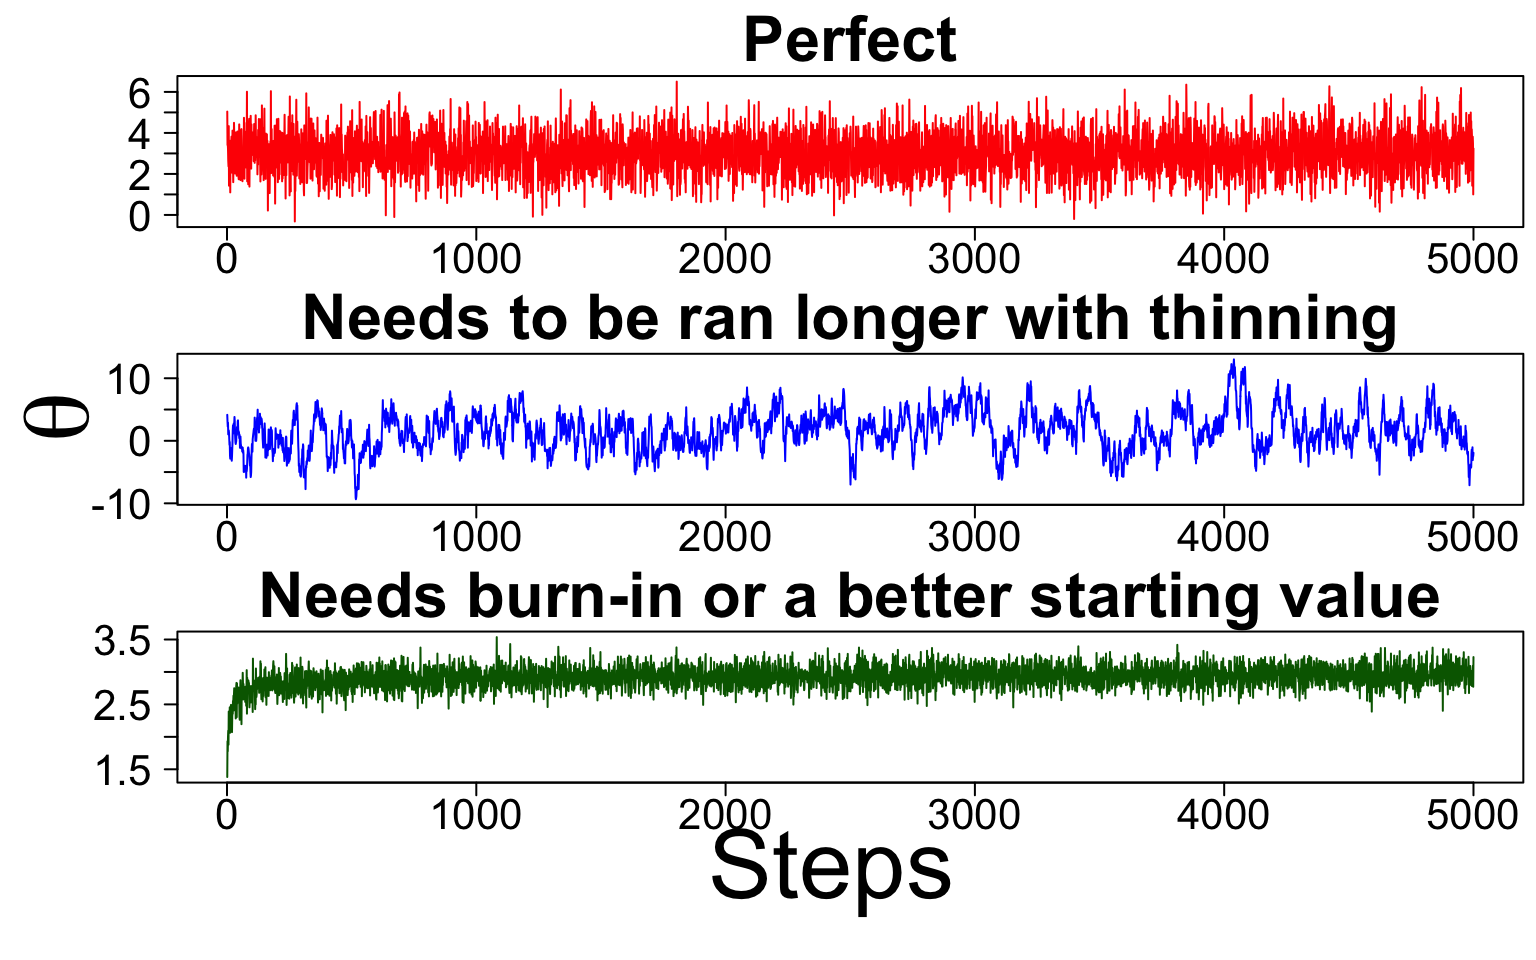 Perfect
6
4
2
0
0 1000 2000 3000 4000 5000
Needs to be ran longer with thinning
θ
10
0
-10
0 1000 2000 3000 4000 5000
Needs burn-in or a better starting value
3.5
2.5
1.5
0 1000 2000 3000 4000 5000
Steps